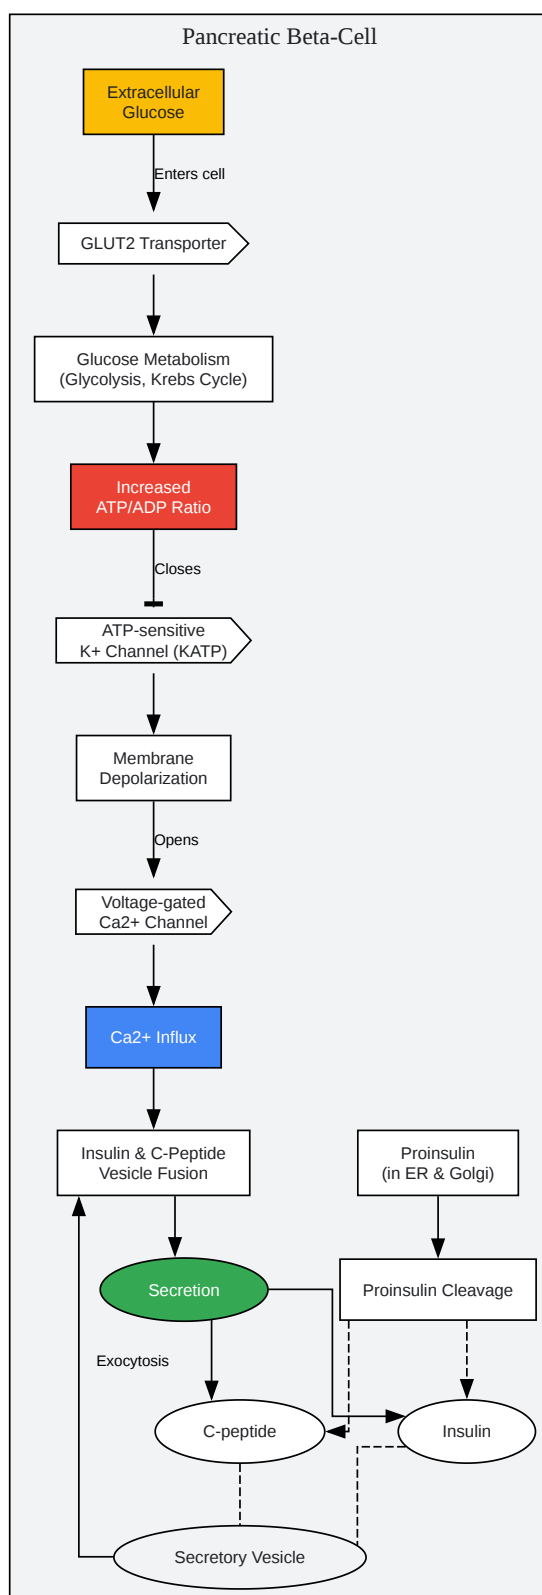 Pancreatic Beta-Cell
Extracellular
Glucose
Enters cell
GLUT2 Transporter
Glucose Metabolism
(Glycolysis, Krebs Cycle)
Increased
ATP/ADP Ratio
Closes
ATP-sensitive
K+ Channel (KATP)
Membrane
Depolarization
Opens
Voltage-gated
Ca2+ Channel
Ca2+ Influx
Insulin & C-Peptide
Vesicle Fusion
Proinsulin
(in ER & Golgi)
Secretion
Proinsulin Cleavage
Exocytosis
C-peptide
Insulin
Secretory Vesicle